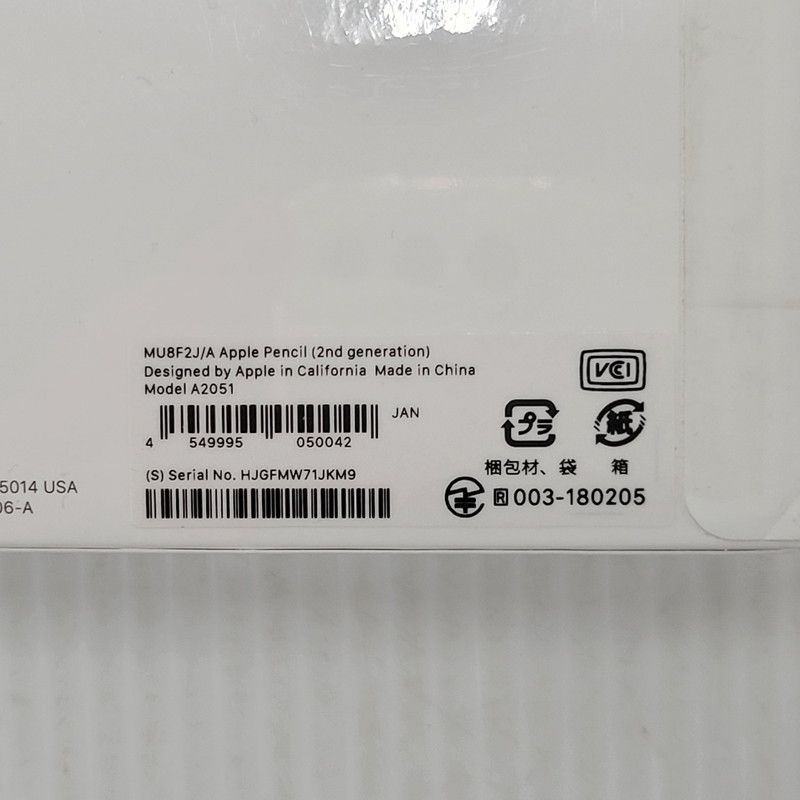 MU8F2J/A Apple Pencil (2nd generation)
Designed by Apple in California Made in China
Model A2051
JAN
4 549995 050042
(S) Serial No. HJGFMW71JKM9
VCI
プラ
紙
梱包材、袋 箱
R 003-180205
5014 USA
06-A